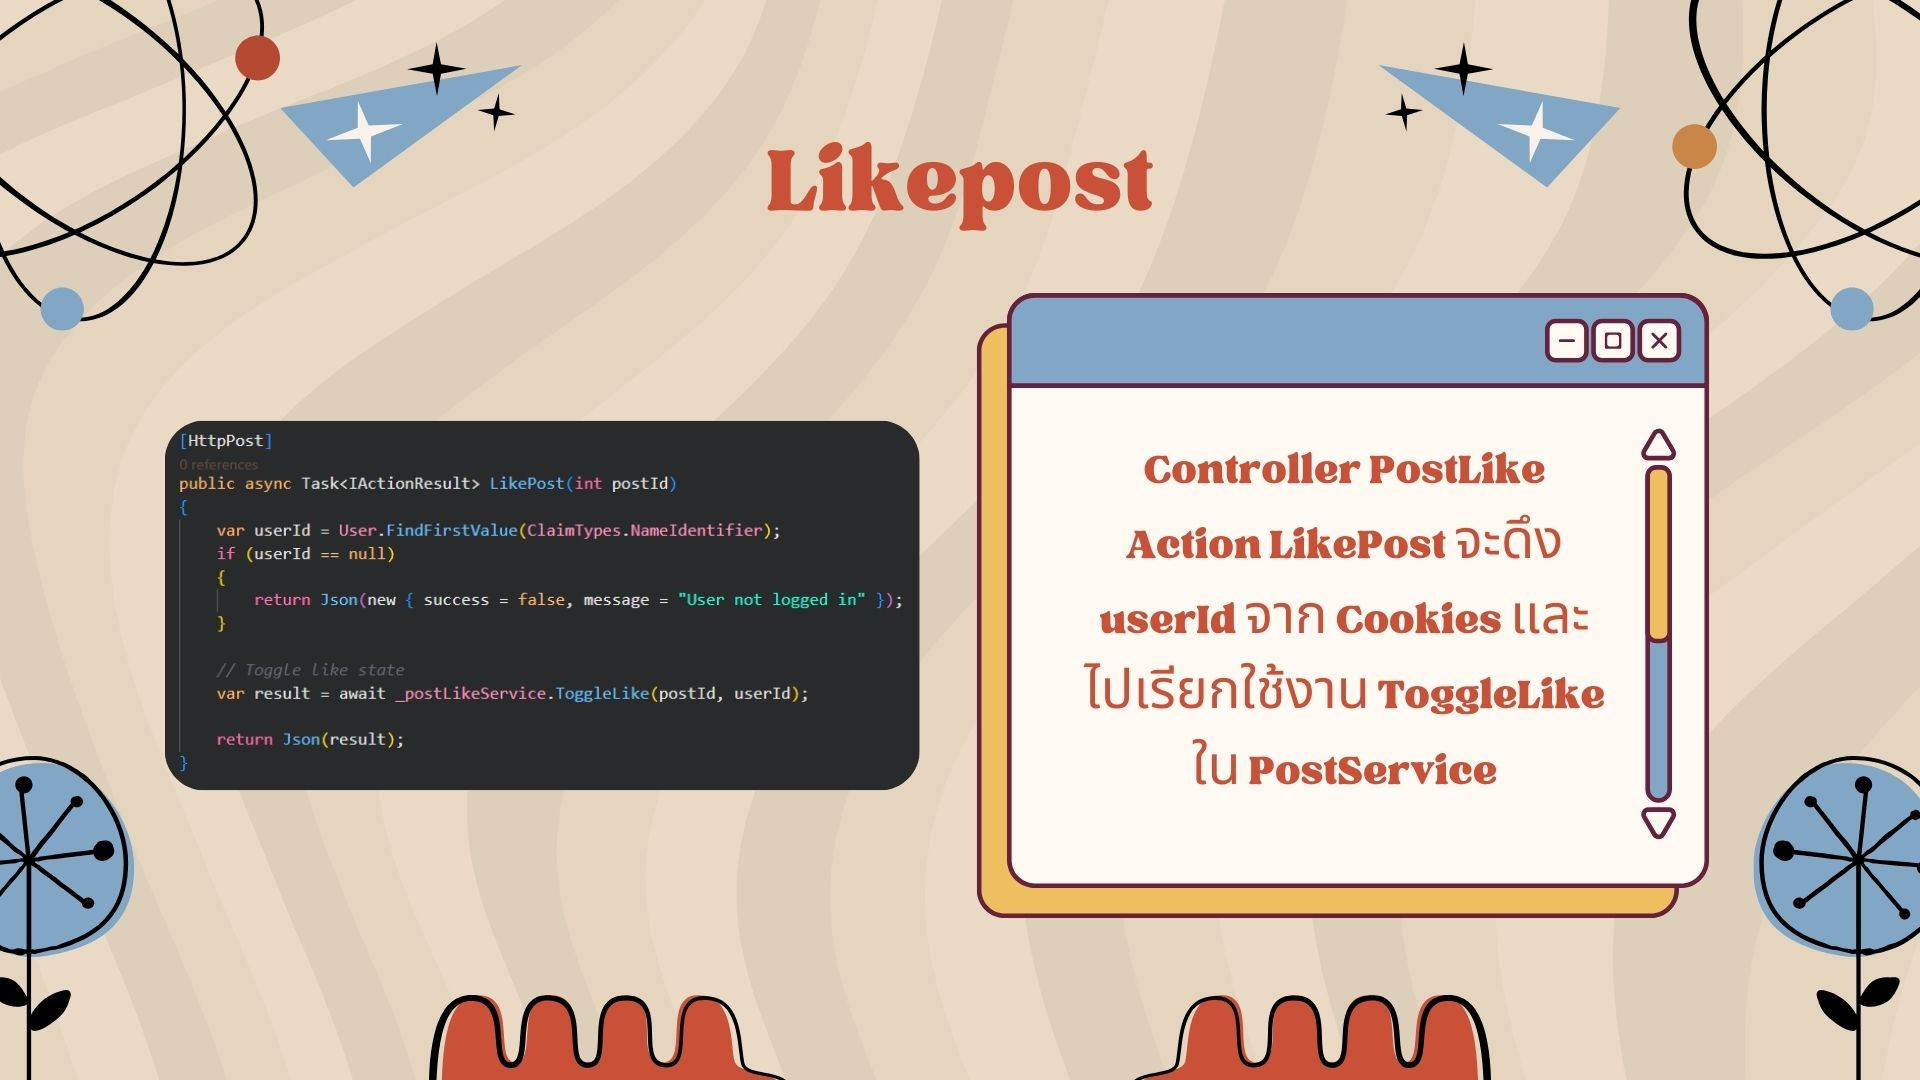 Likepost
[HttpPost]
0 references
public async Task<IActionResult> LikePost(int postId)
{
var userId = User.FindFirstValue(ClaimTypes.NameIdentifier);
if (userId == null)
{
return Json(new { success = false, message = "User not logged in" });
}
// Toggle like state
var result = await _postLikeService.ToggleLike(postId, userId);
return Json(result);
}
Controller PostLike
Action LikePost จะดึง
userId จาก Cookies และ
ไปเรียกใช้งาน ToggleLike
ใน PostService